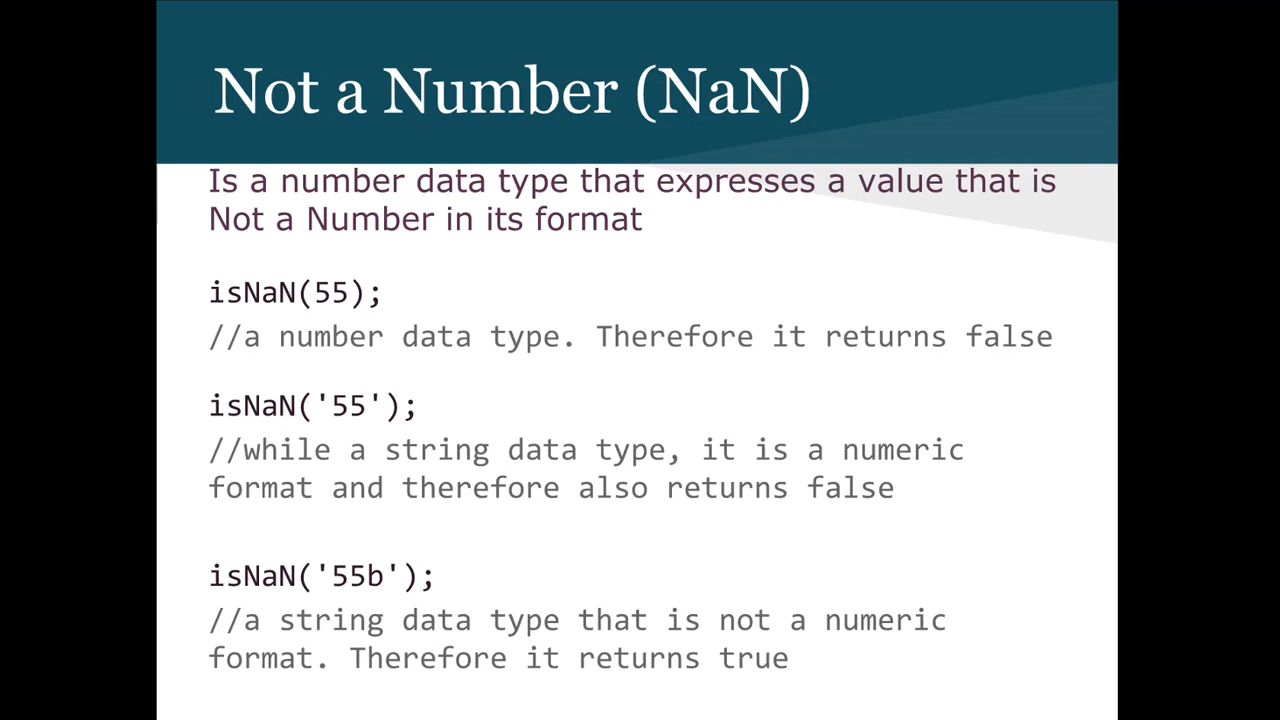 Not a Number (NaN)
Is a number data type that expresses a value that is
Not a Number in its format
isNaN(55);
//a number data type. Therefore it returns false
isNaN('55');
//while a string data type, it is a numeric
format and therefore also returns false
isNaN('55b');
//a string data type that is not a numeric
format. Therefore it returns true